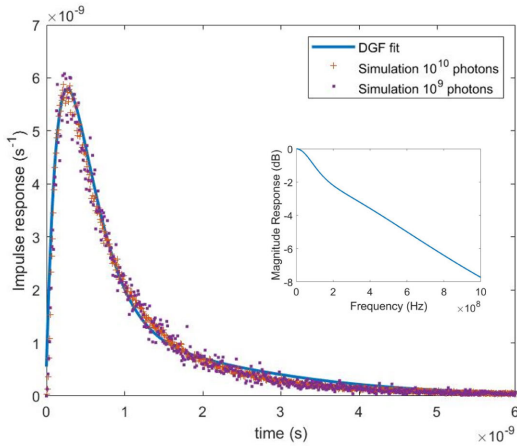 ×10⁻⁹
7
6
5
4
3
2
1
0
Impulse response (s⁻¹)
DGF fit
Simulation 10¹⁰ photons
Simulation 10⁹ photons
0
-2
-4
-6
-8
Magnitude Response (dB)
0 2 4 6 8 10
Frequency (Hz) ×10⁸
0 1 2 3 4 5 6
time (s) ×10⁻⁹